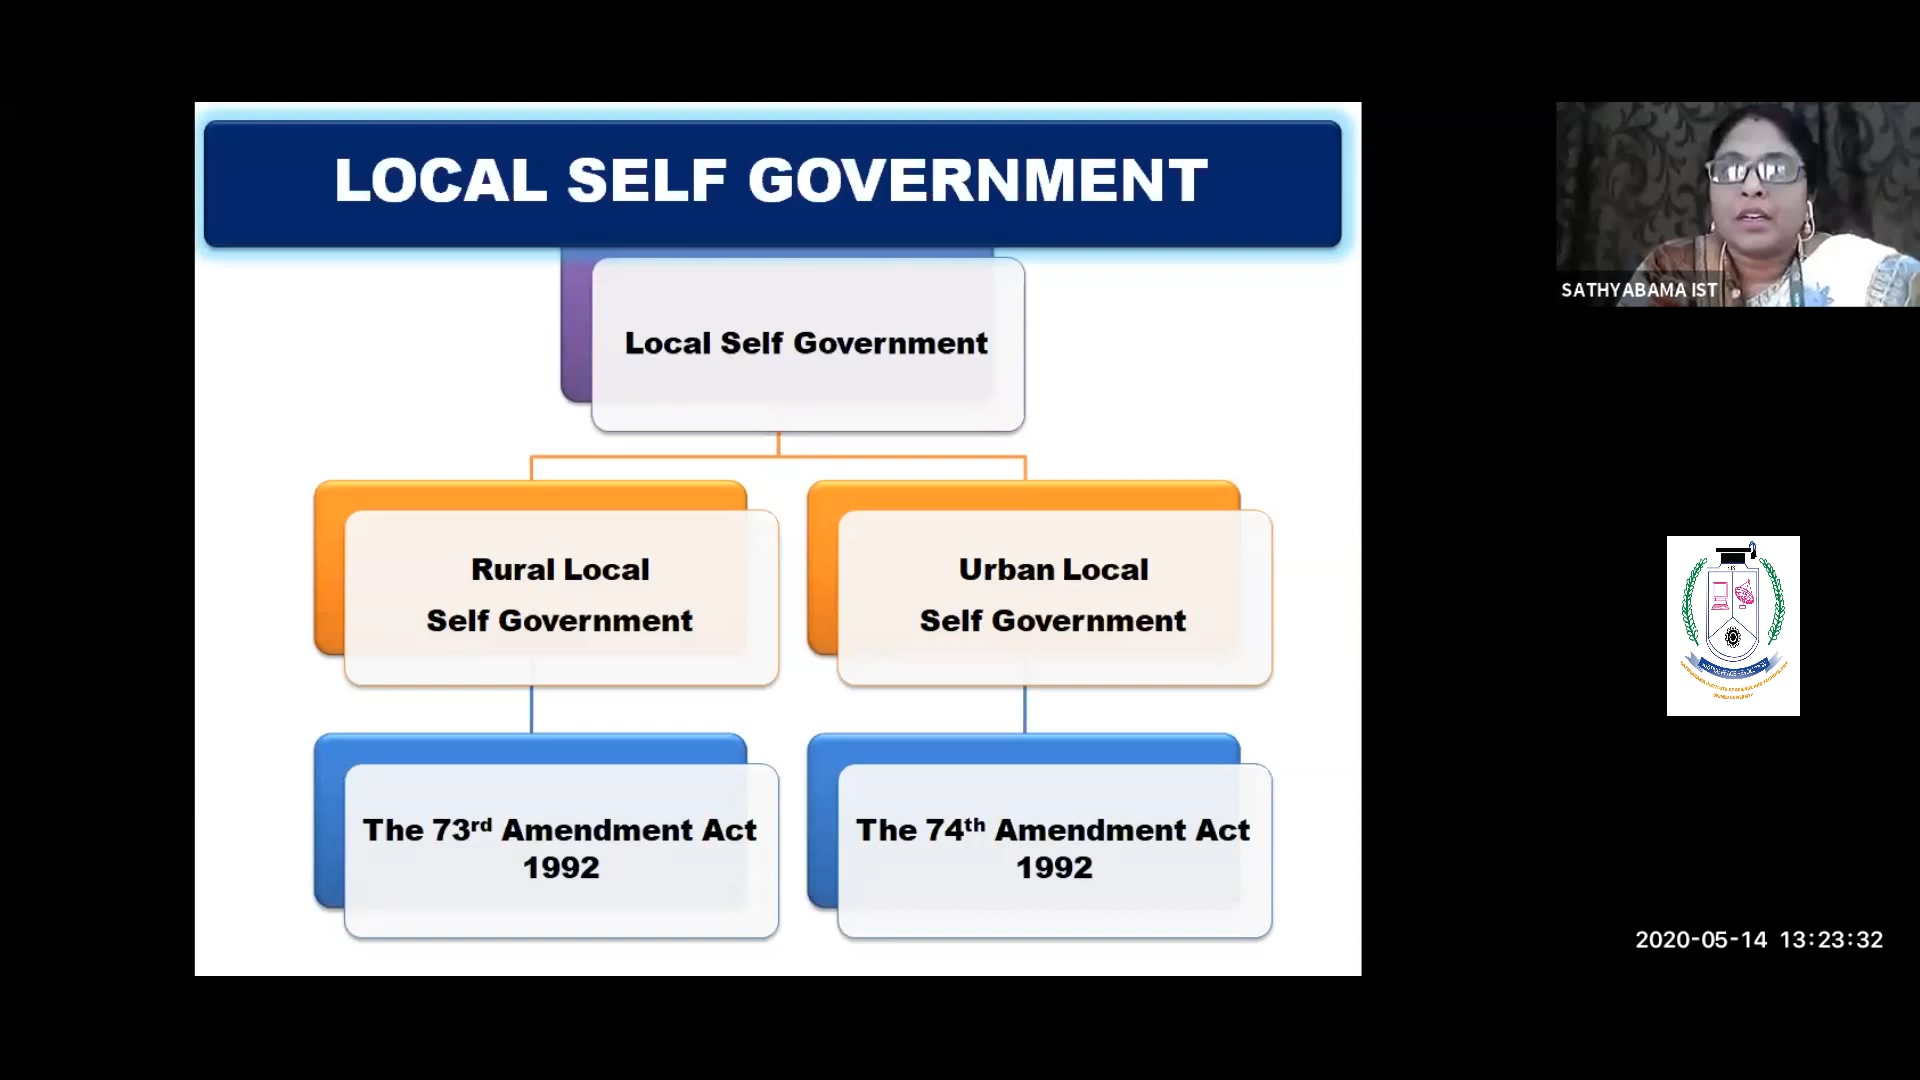 LOCAL SELF GOVERNMENT
Local Self Government
Rural Local
Self Government
Urban Local
Self Government
The 73rd Amendment Act
1992
The 74th Amendment Act
1992
SATHYABAMA IST
2020-05-14 13:23:32